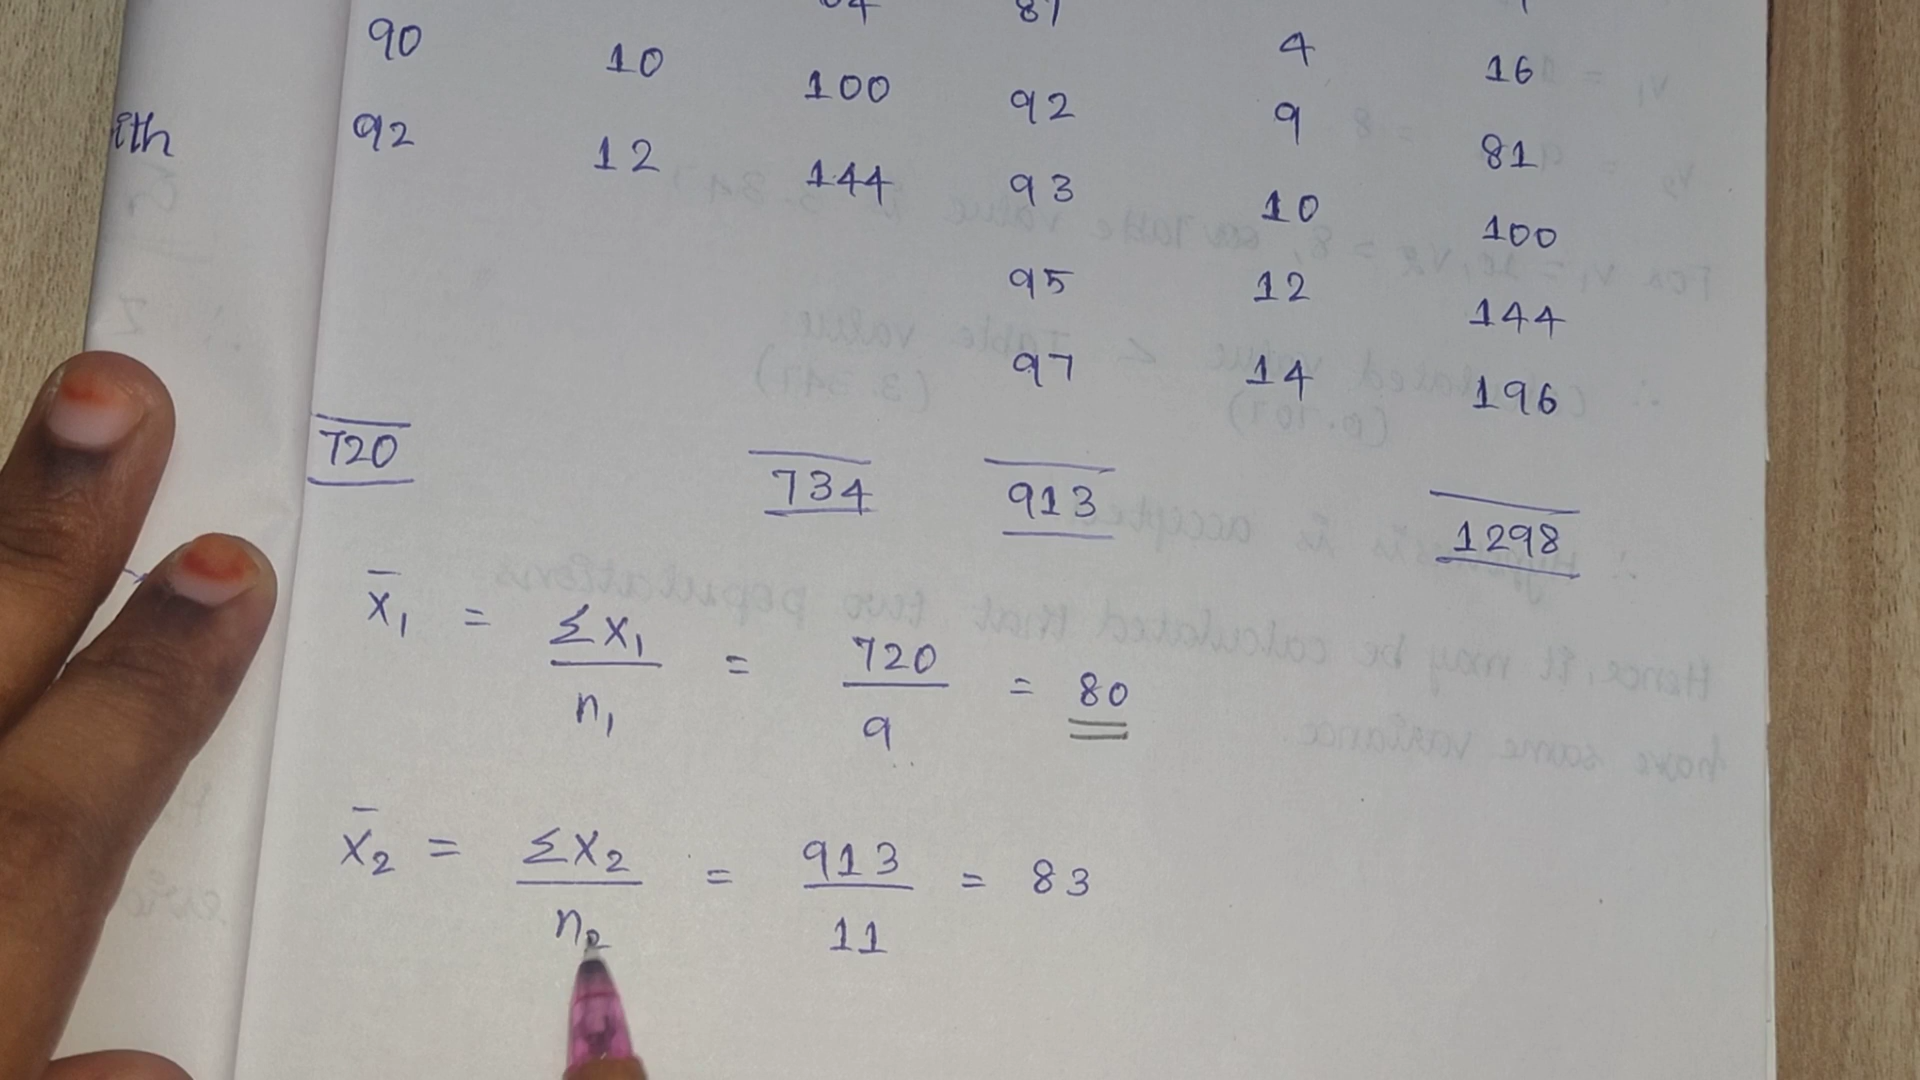 90 10 100 87 4 16
92 12 144 92 9 81
93 10 100
95 12 144
97 14 196
720 734 913 1298
x̄₁ = Σx₁/n₁ = 720/9 = 80
x̄₂ = Σx₂/n₂ = 913/11 = 83
ith